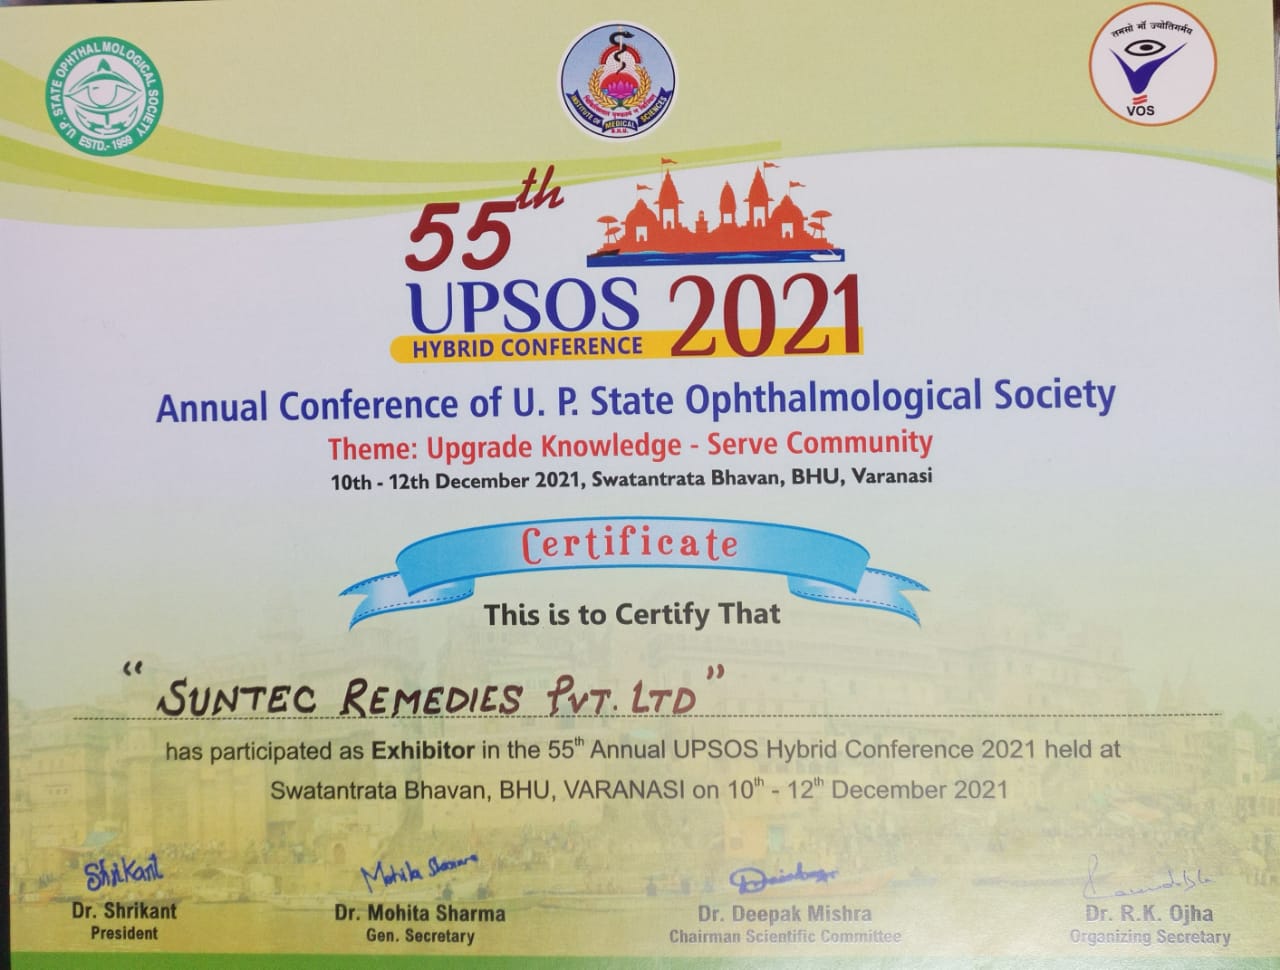 U.P. STATE OPHTHALMOLOGICAL SOCIETY
ESTD.- 1959
INSTITUTE OF MEDICAL SCIENCES
B.H.U.
तमसो माँ ज्योतिर्गमय
VOS
55th
UPSOS 2021
HYBRID CONFERENCE
Annual Conference of U. P. State Ophthalmological Society
Theme: Upgrade Knowledge - Serve Community
10th - 12th December 2021, Swatantrata Bhavan, BHU, Varanasi
Certificate
This is to Certify That
“ SUNTEC REMEDIES PVT. LTD ”
has participated as Exhibitor in the 55th Annual UPSOS Hybrid Conference 2021 held at
Swatantrata Bhavan, BHU, VARANASI on 10th - 12th December 2021
Shrikant Mohita Sharma
Dr. Shrikant Dr. Mohita Sharma Dr. Deepak Mishra Dr. R.K. Ojha
President Gen. Secretary Chairman Scientific Committee Organizing Secretary